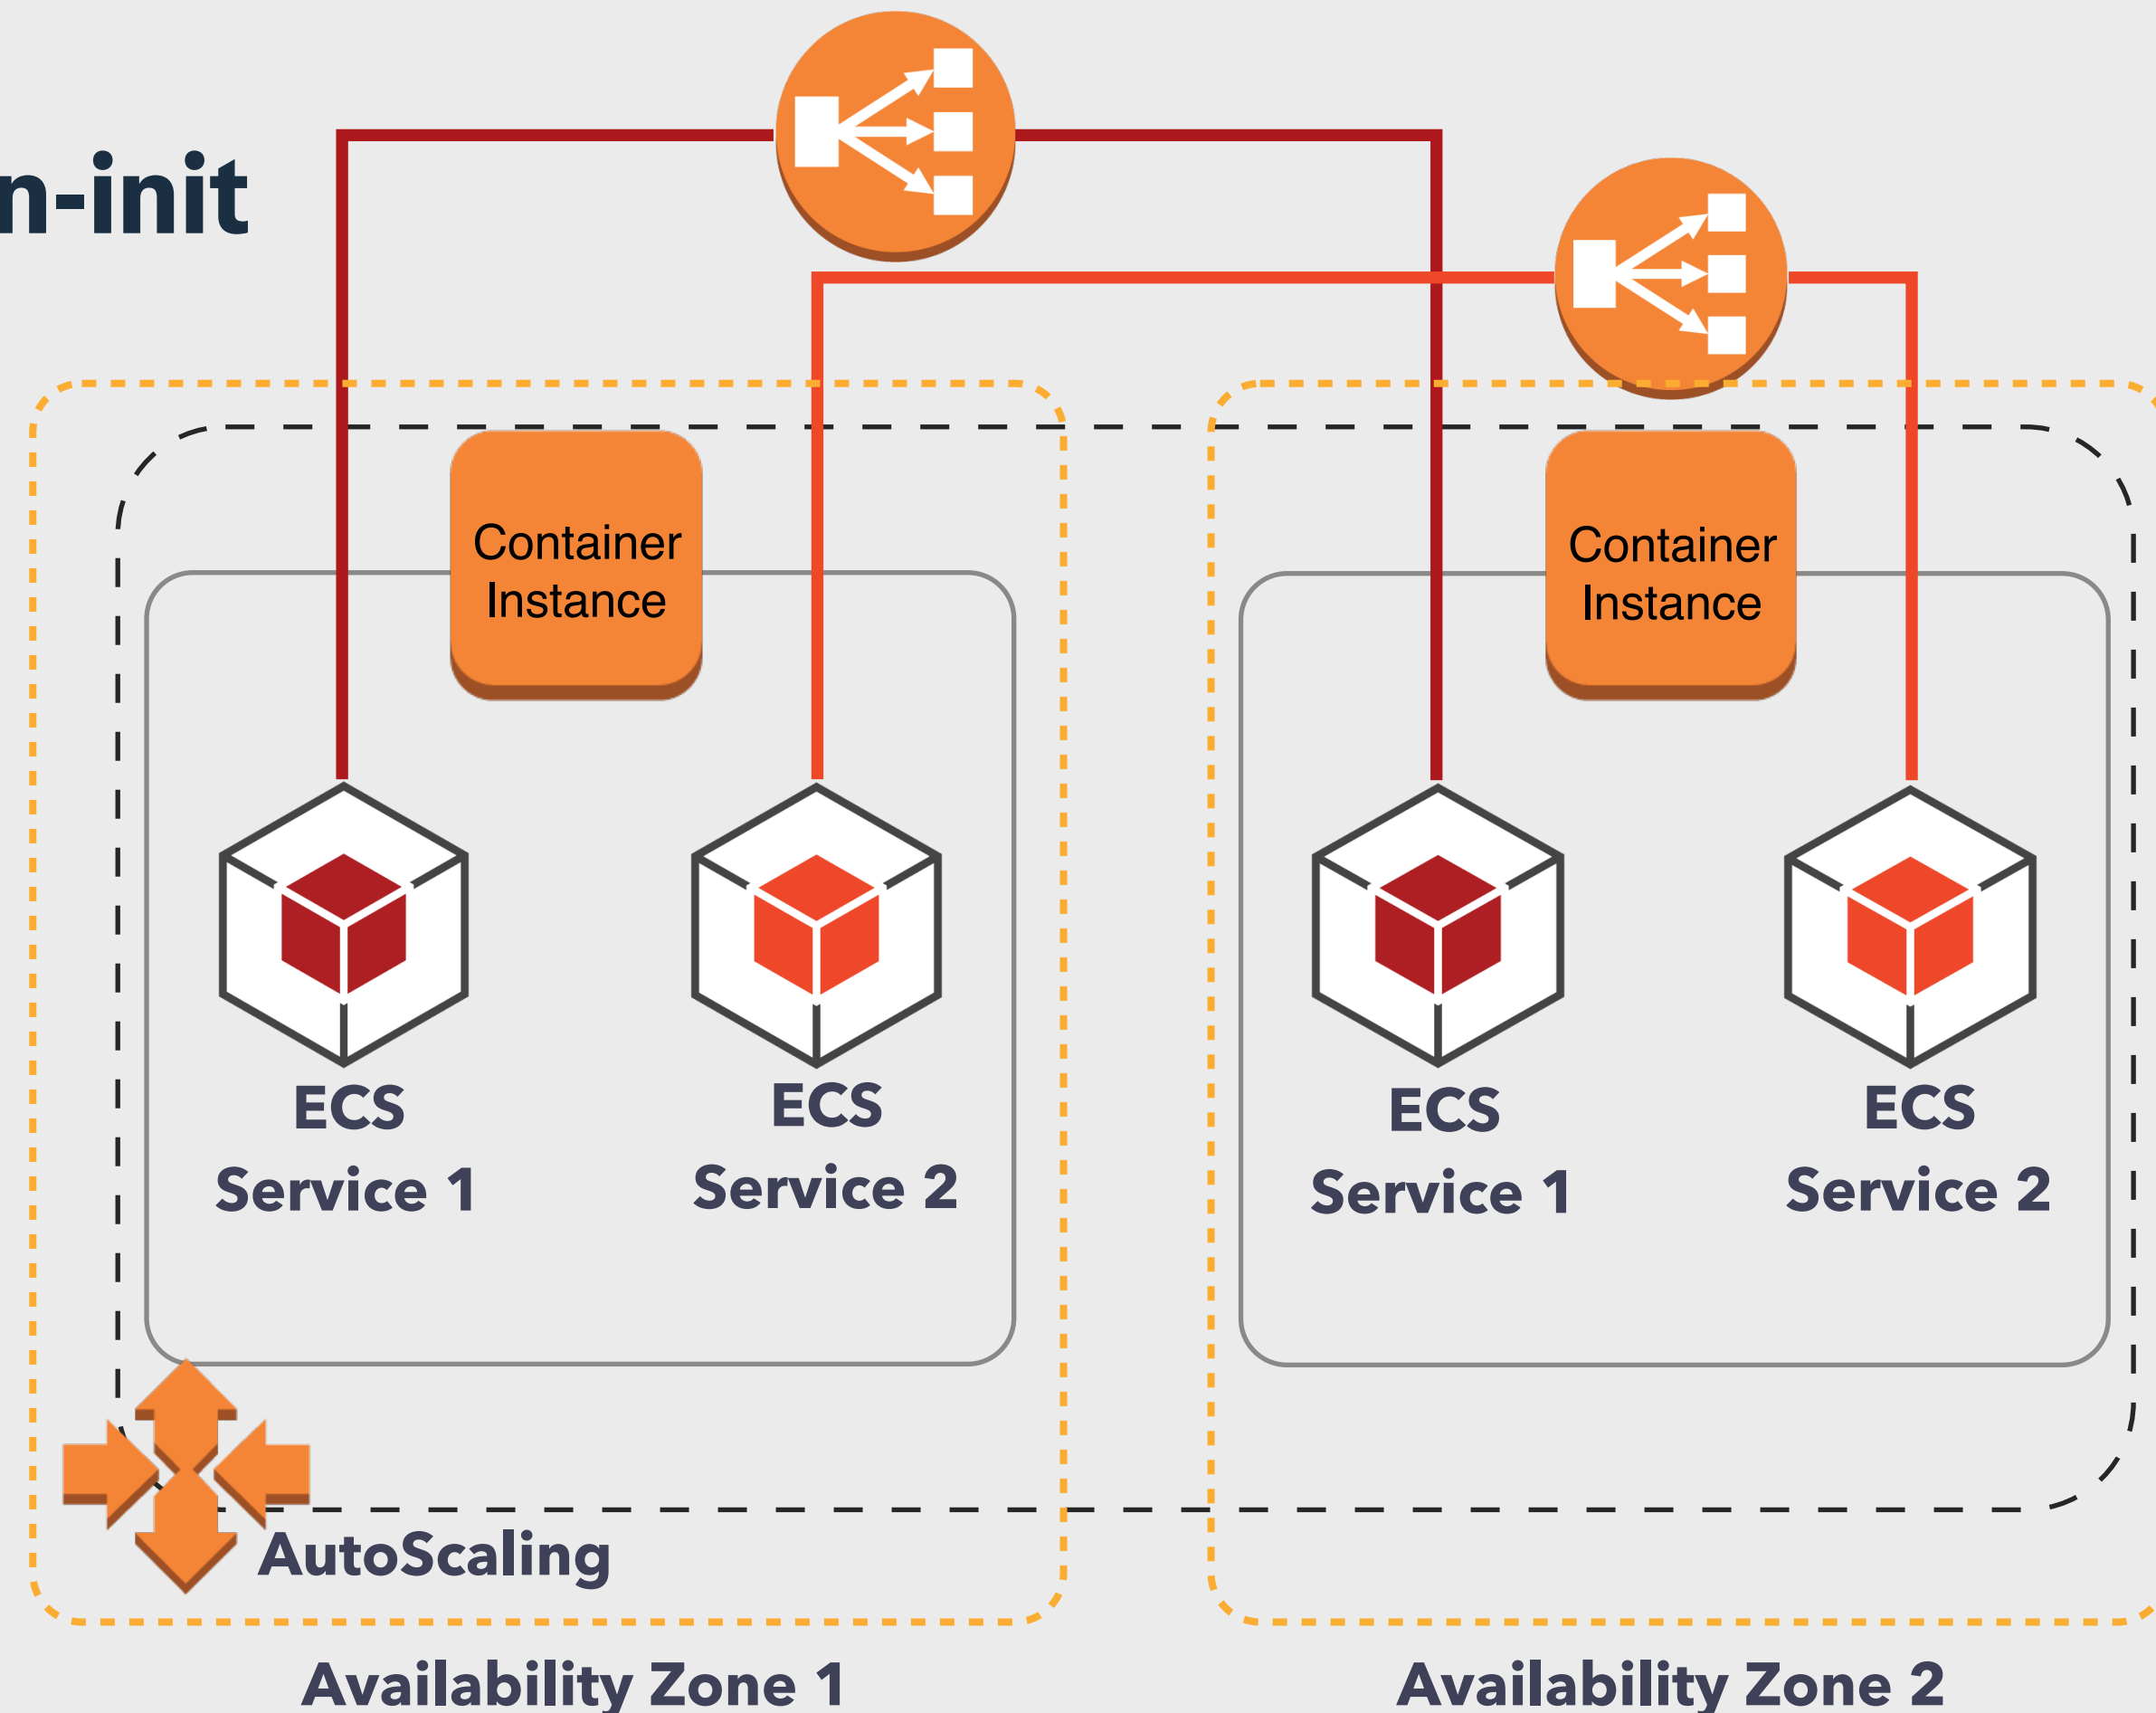 n-init
Container
Instance
Container
Instance
ECS
Service 1
ECS
Service 2
ECS
Service 1
ECS
Service 2
AutoScaling
Availability Zone 1
Availability Zone 2